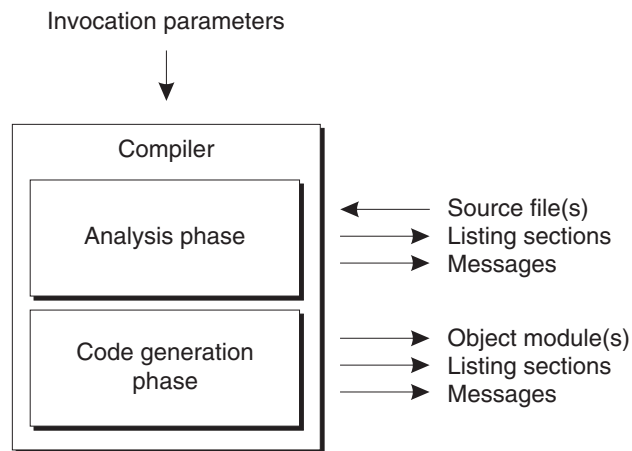 Invocation parameters
Compiler
Analysis phase
Source file(s)
Listing sections
Messages
Code generation
phase
Object module(s)
Listing sections
Messages